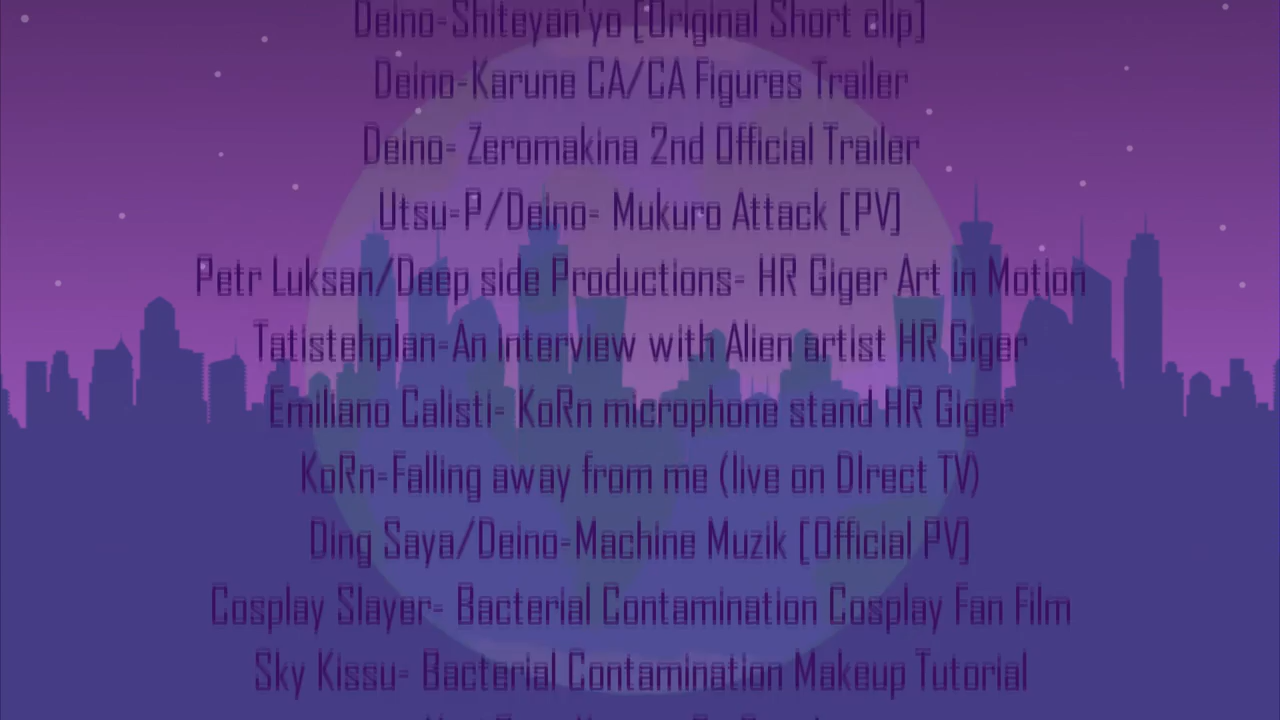 Deino-Shiteyan'yo [Original Short clip]
Deino-Karune CA/CA Figures Trailer
Deino- Zeromakina 2nd Official Trailer
Utsu-P/Deino- Mukuro Attack [PV]
Petr Luksan/Deep side Productions- HR Giger Art in Motion
Tatistehplan-An interview with Alien artist HR Giger
Emiliano Calisti- KoRn microphone stand HR Giger
KoRn-Falling away from me (live on DIrect TV)
Ding Saya/Deino-Machine Muzik [Official PV]
Cosplay Slayer- Bacterial Contamination Cosplay Fan Film
Sky Kissu- Bacterial Contamination Makeup Tutorial